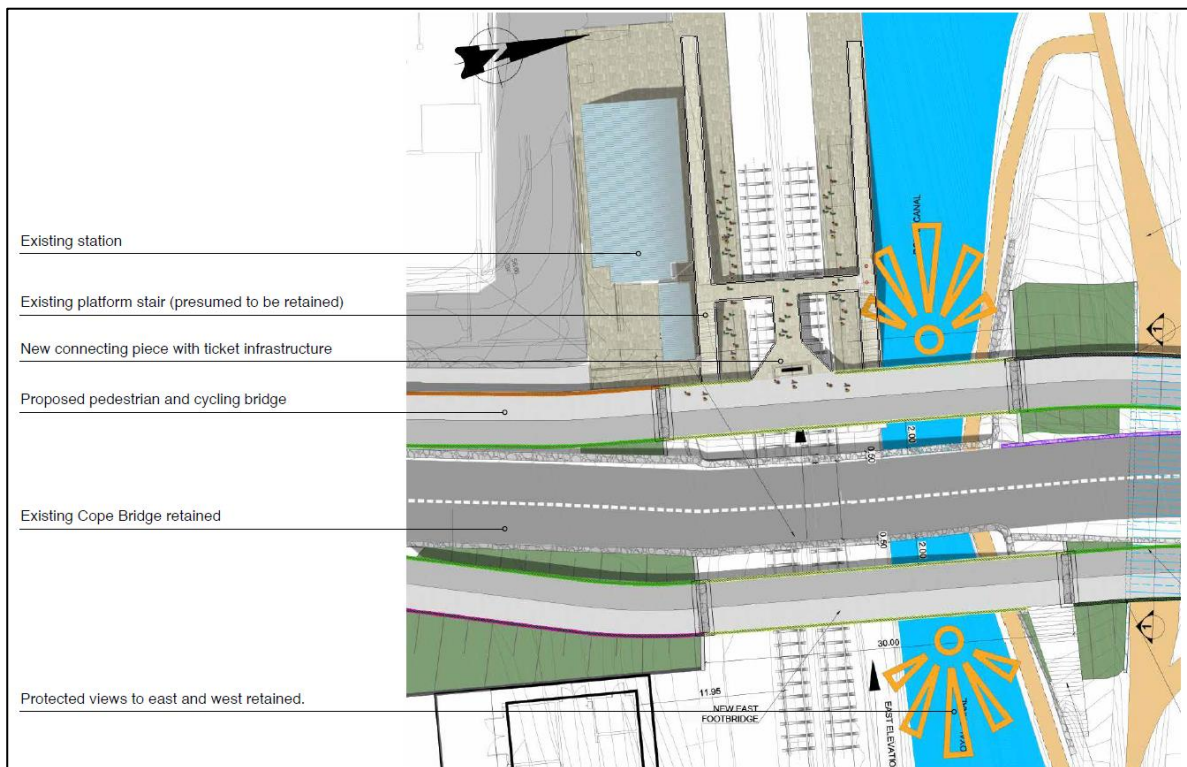 Existing station
Existing platform stair (presumed to be retained)
New connecting piece with ticket infrastructure
Proposed pedestrian and cycling bridge
Existing Cope Bridge retained
Protected views to east and west retained.
CANAL
2.00
0.50
1
0.50
2.00
1
30.00
11.95
NEW EAST
FOOTBRIDGE
EAST ELEVATION